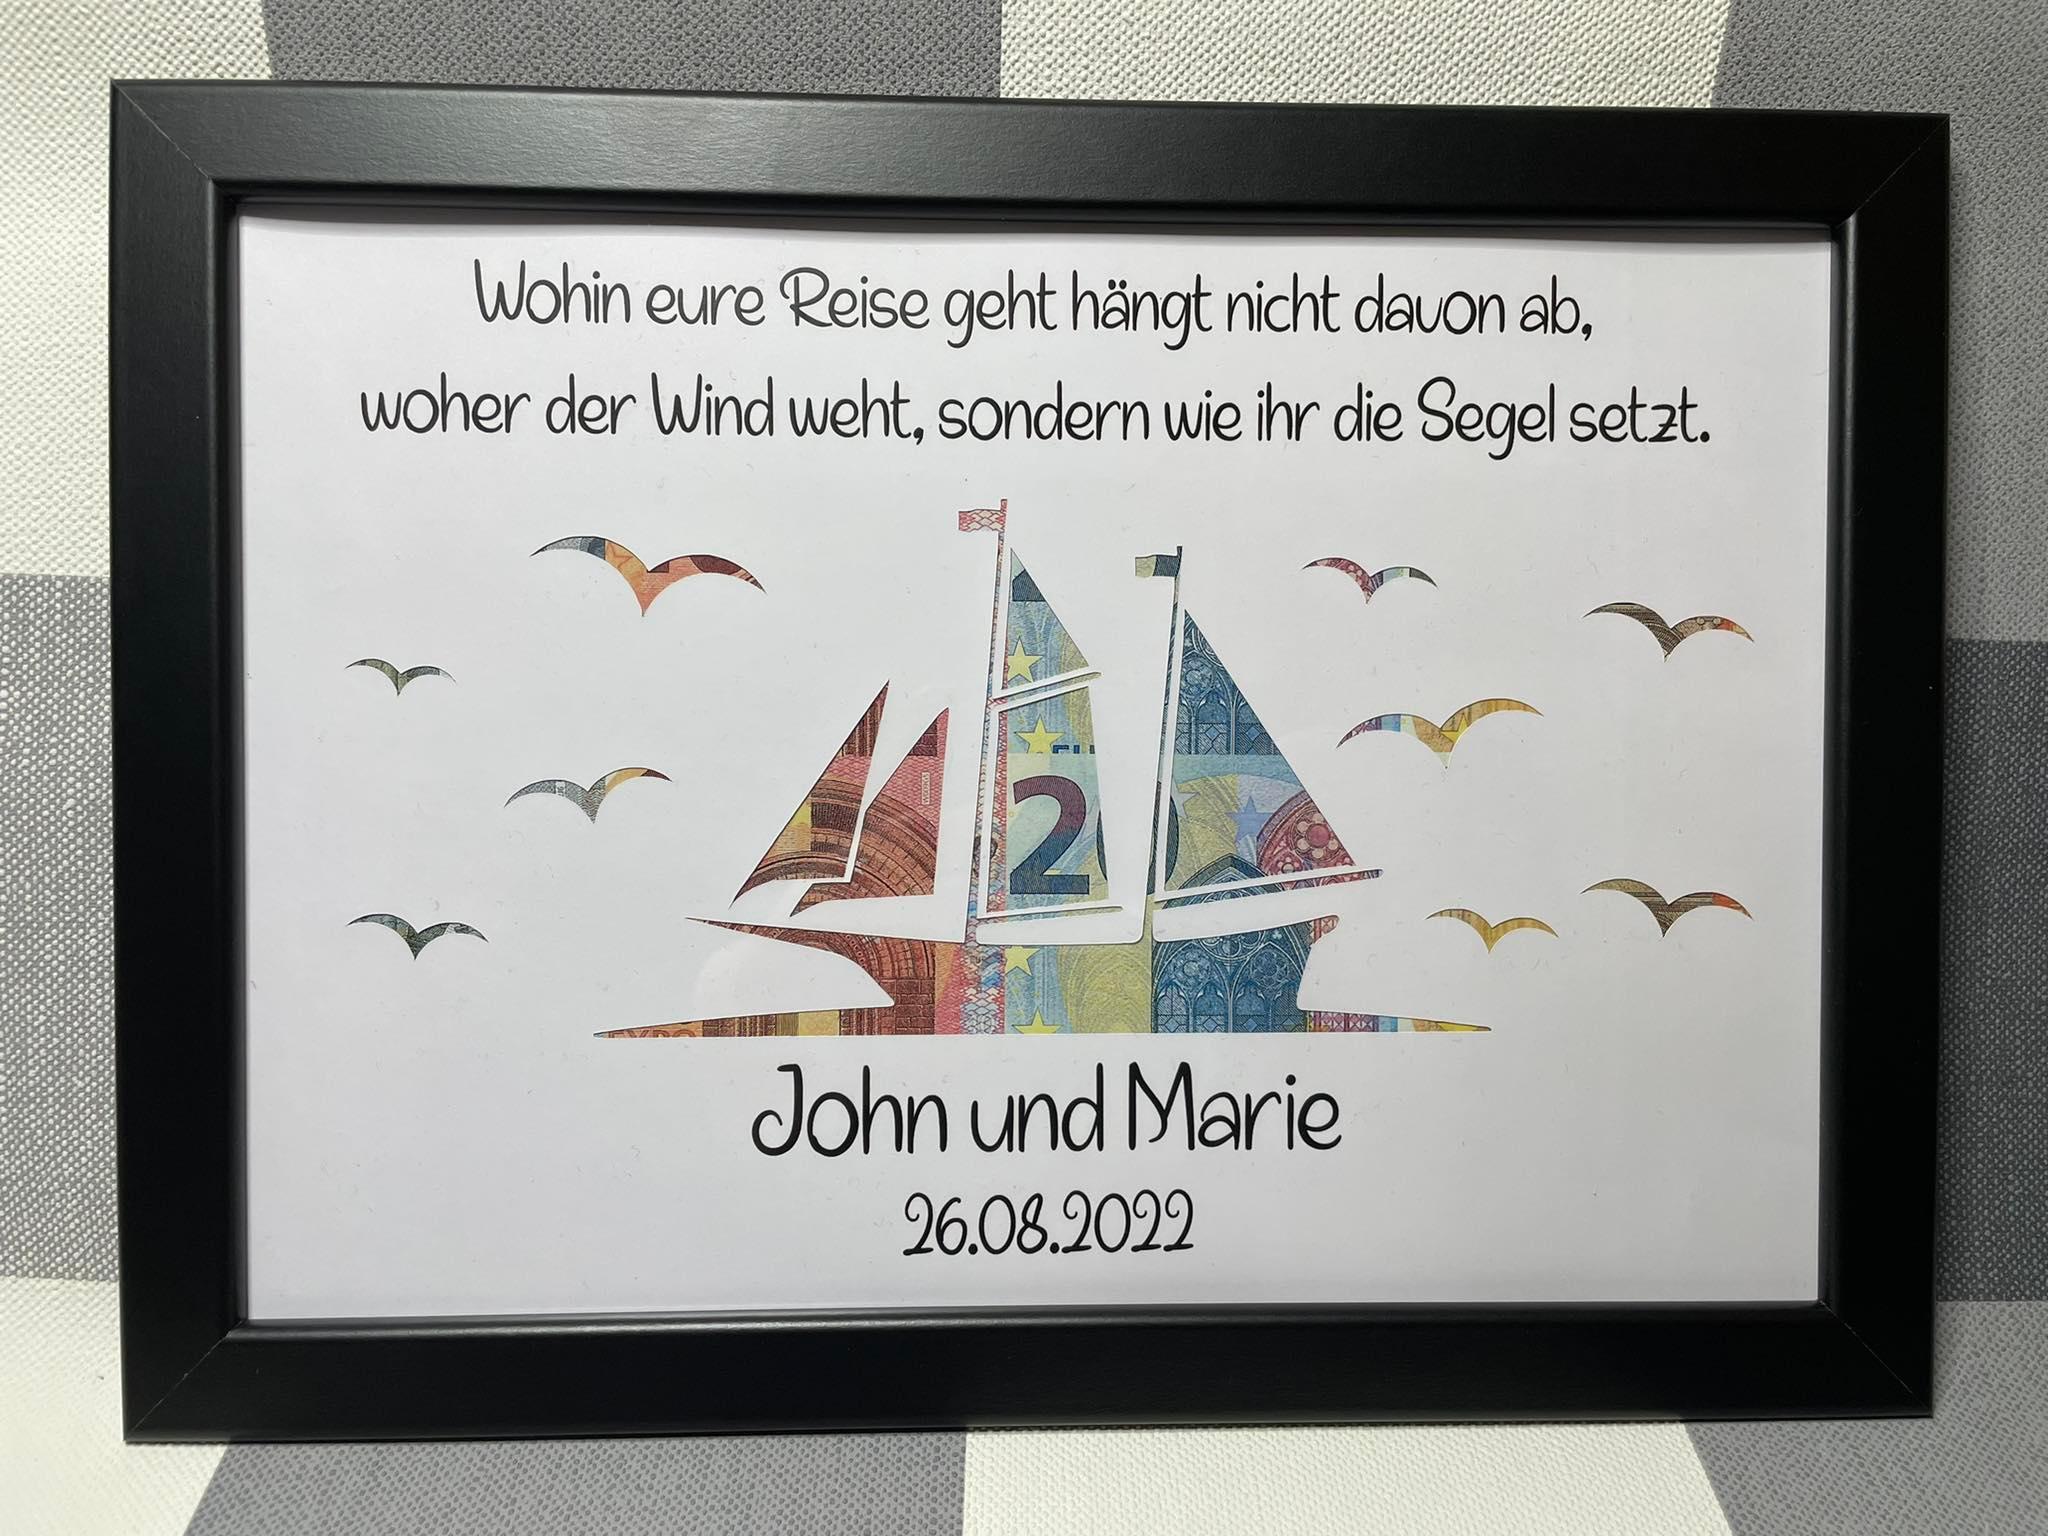 Wohin eure Reise geht hängt nicht davon ab,
woher der Wind weht, sondern wie ihr die Segel setzt.
2
John und Marie
26.08.2022